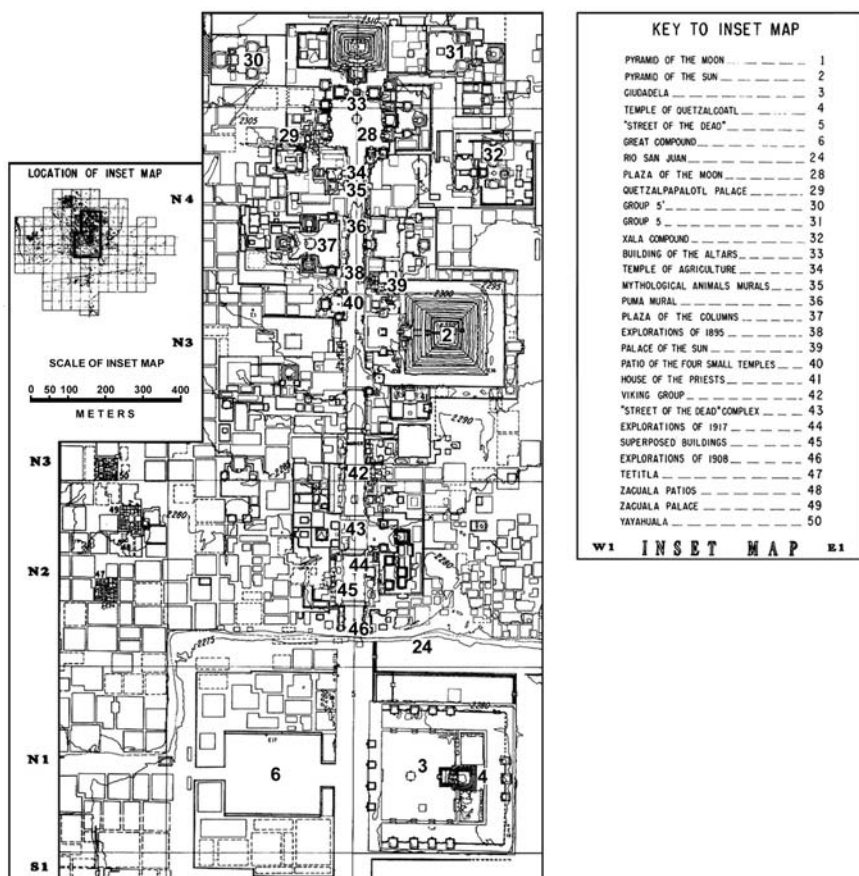 2310
30
31
33
2305
29
28
32
LOCATION OF INSET MAP
34
N 4
35
36
37
38
39
2295
2300
40
2
N3
SCALE OF INSET MAP
0 50 100 200 300 400
METERS
2290
N3
42
50
49
2280
48
43
44
2280
N2
47
45
46
2275
24
2280
N1
6
3
4
S1
KEY TO INSET MAP
PYRAMID OF THE MOON 1
PYRAMID OF THE SUN 2
CIUDADELA 3
TEMPLE OF QUETZALCOATL 4
"STREET OF THE DEAD" 5
GREAT COMPOUND 6
RIO SAN JUAN 24
PLAZA OF THE MOON 28
QUETZALPAPALOTL PALACE 29
GROUP 5' 30
GROUP 5 31
XALA COMPOUND 32
BUILDING OF THE ALTARS 33
TEMPLE OF AGRICULTURE 34
MYTHOLOGICAL ANIMALS MURALS 35
PUMA MURAL 36
PLAZA OF THE COLUMNS 37
EXPLORATIONS OF 1895 38
PALACE OF THE SUN 39
PATIO OF THE FOUR SMALL TEMPLES 40
HOUSE OF THE PRIESTS 41
VIKING GROUP 42
"STREET OF THE DEAD" COMPLEX 43
EXPLORATIONS OF 1917 44
SUPERPOSED BUILDINGS 45
EXPLORATIONS OF 1908 46
TETITLA 47
ZACUALA PATIOS 48
ZACUALA PALACE 49
YAYAHUALA 50
W1 INSET MAP E1